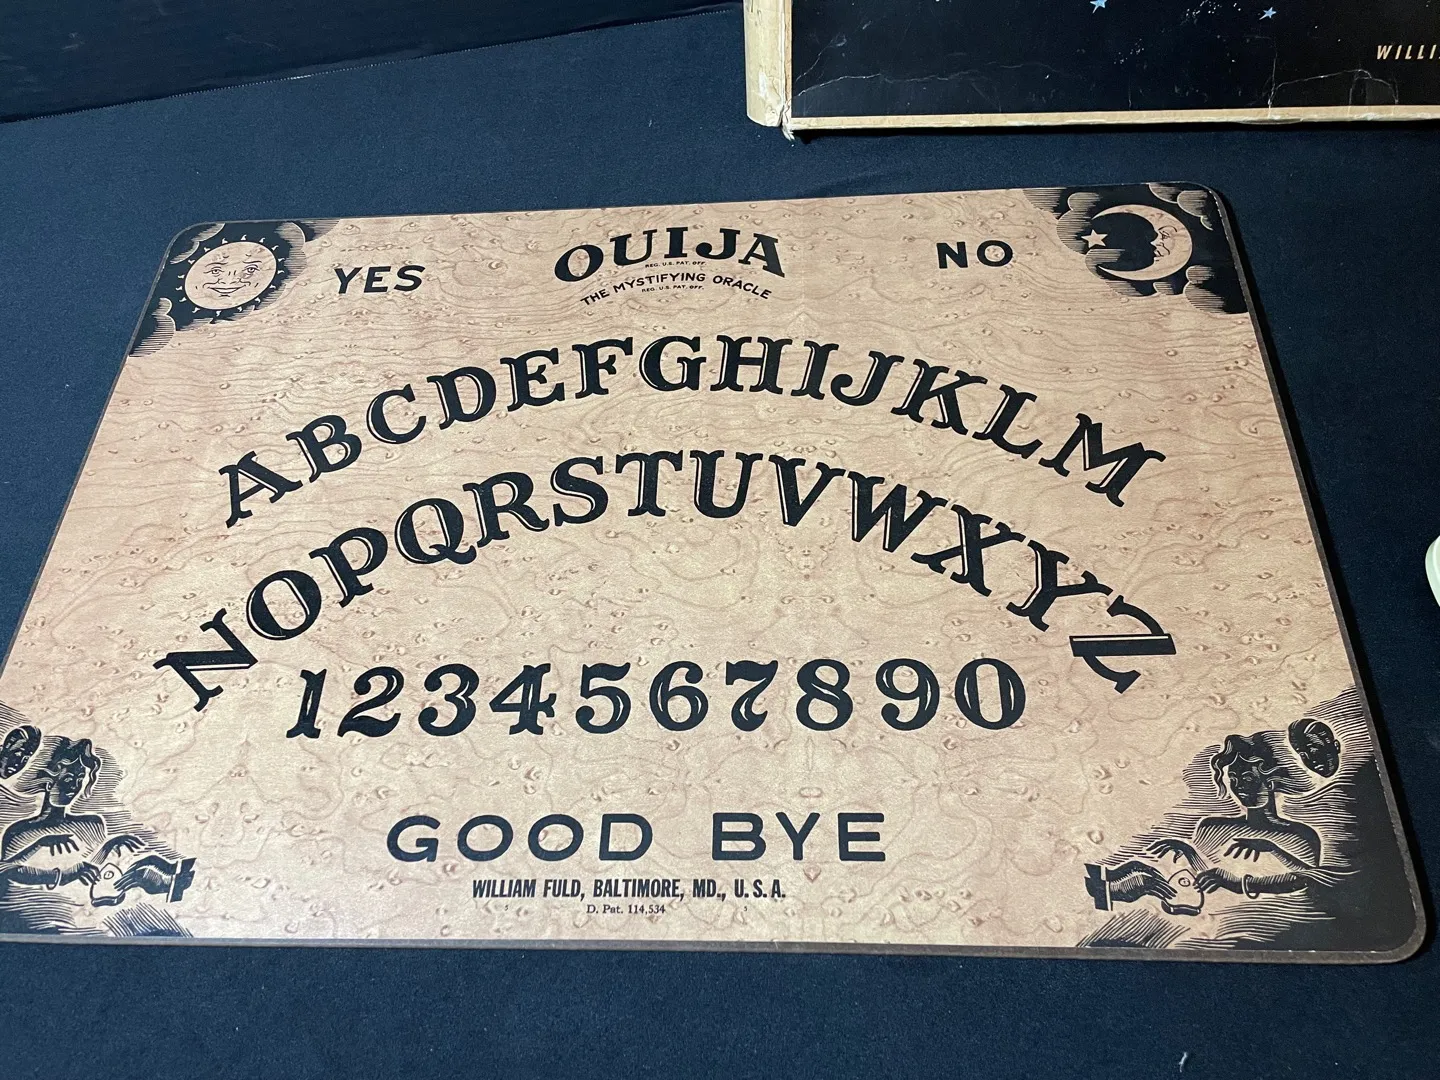 WILLI
YES
OUIJA
NO
REG. U.S. PAT. OFF.
THE MYSTIFYING ORACLE
REG. U.S. PAT. OFF.
ABCDEFGHIJKLM
NOPQRSTUVWXYZ
1234567890
GOOD BYE
WILLIAM FULD, BALTIMORE, MD., U.S.A.
D. Pat. 114,534